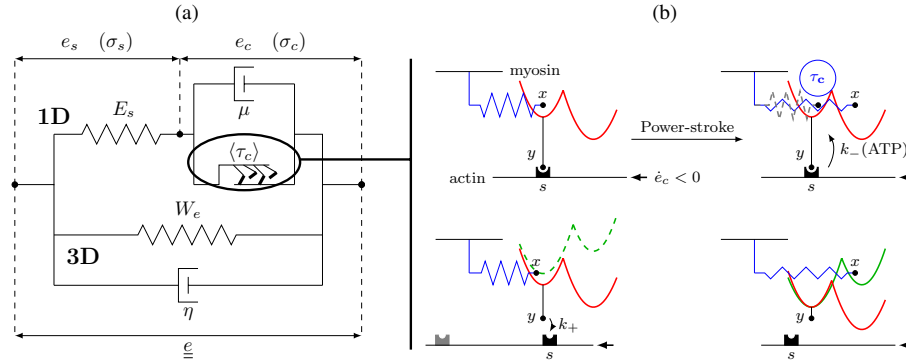 (a)
(b)
e_s (σ_s)
e_c (σ_c)
1D
E_s
μ
⟨τ_c⟩
W_e
3D
η
e
myosin
x
y
actin
s
Power-stroke
ė_c < 0
τ_c
x
y
k_−(ATP)
s
x
y
k_+
s
x
y
s